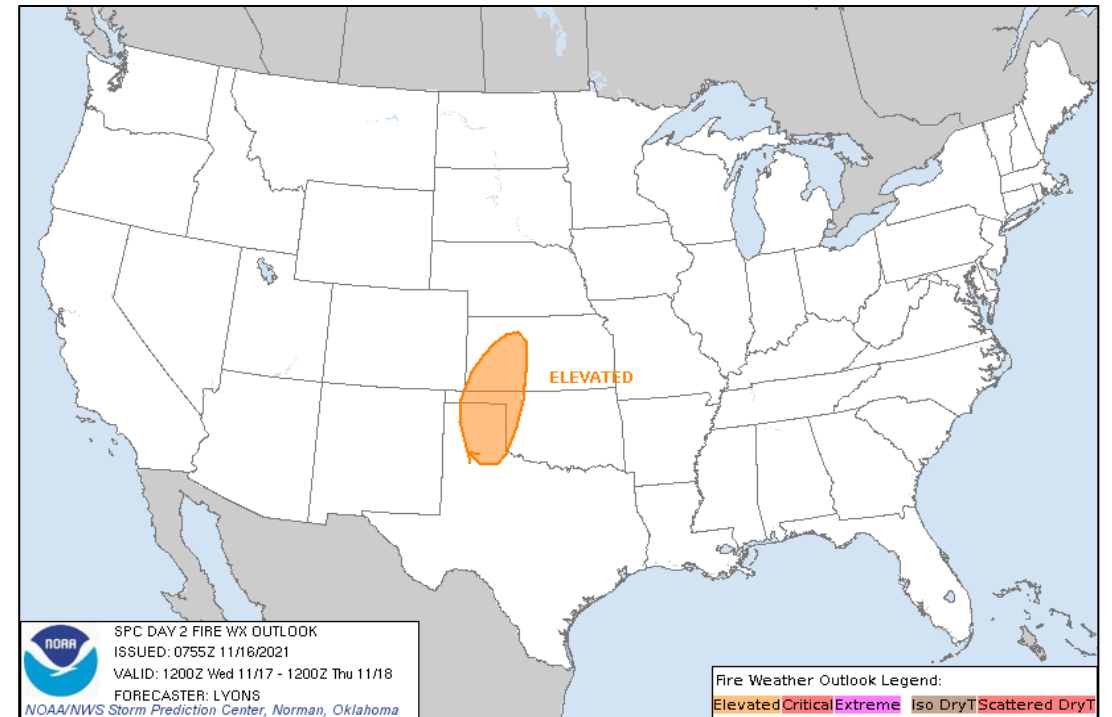 ELEVATED
NOAA
SPC DAY 2 FIRE WX OUTLOOK
ISSUED: 0755Z 11/16/2021
VALID: 1200Z Wed 11/17 - 1200Z Thu 11/18
FORECASTER: LYONS
NOAA/NWS Storm Prediction Center, Norman, Oklahoma
Fire Weather Outlook Legend:
Elevated Critical Extreme Iso DryT Scattered DryT